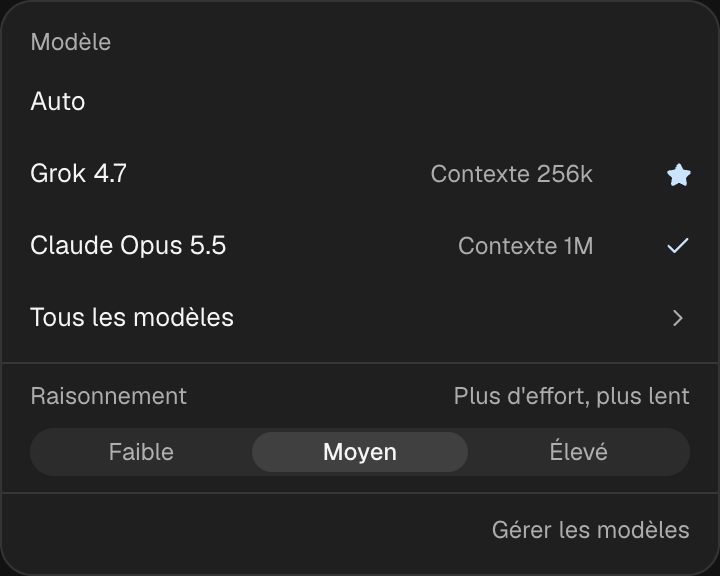 Modèle
Auto
Grok 4.7 Contexte 256k
Claude Opus 5.5 Contexte 1M
Tous les modèles
Raisonnement Plus d'effort, plus lent
Faible Moyen Élevé
Gérer les modèles